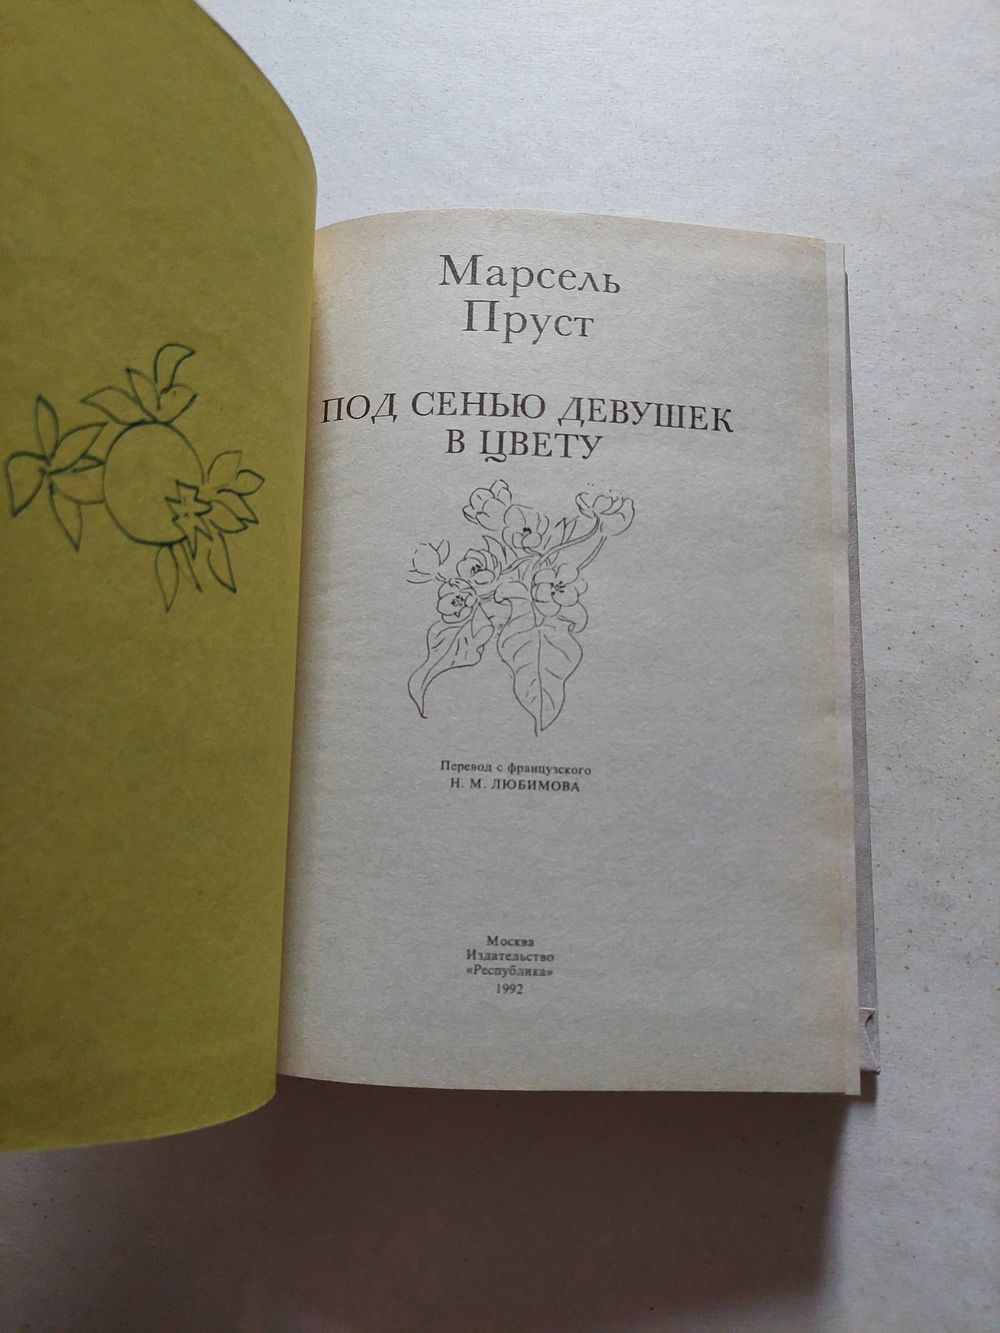 Марсель
Пруст
ПОД СЕНЬЮ ДЕВУШЕК
В ЦВЕТУ
Перевод с французского
Н. М. ЛЮБИМОВА
Москва
Издательство
«Республика»
1992